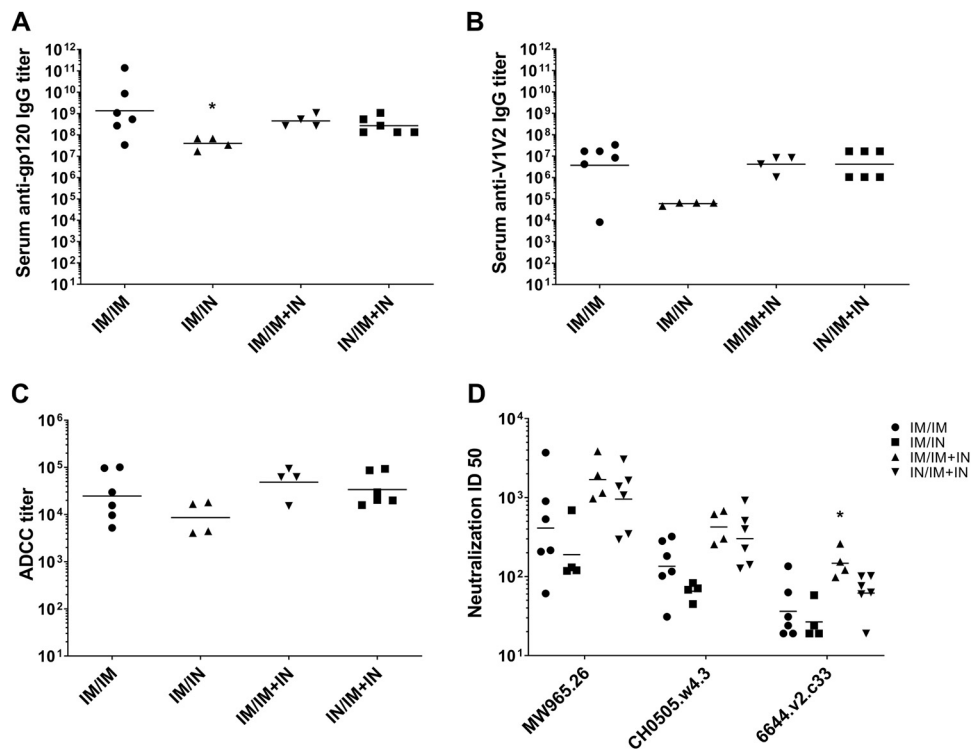 A
Serum anti-gp120 IgG titer
10^12
10^11
10^10
10^9
10^8
10^7
10^6
10^5
10^4
10^3
10^2
10^1
*
IM/IM
IM/IN
IM/IM+IN
IN/IM+IN
B
Serum anti-V1V2 IgG titer
10^12
10^11
10^10
10^9
10^8
10^7
10^6
10^5
10^4
10^3
10^2
10^1
IM/IM
IM/IN
IM/IM+IN
IN/IM+IN
C
ADCC titer
10^6
10^5
10^4
10^3
10^2
10^1
IM/IM
IM/IN
IM/IM+IN
IN/IM+IN
D
Neutralization ID 50
10^4
10^3
10^2
10^1
*
MW965.26
CH0505.w4.3
6644.v2.c33
IM/IM
IM/IN
IM/IM+IN
IN/IM+IN